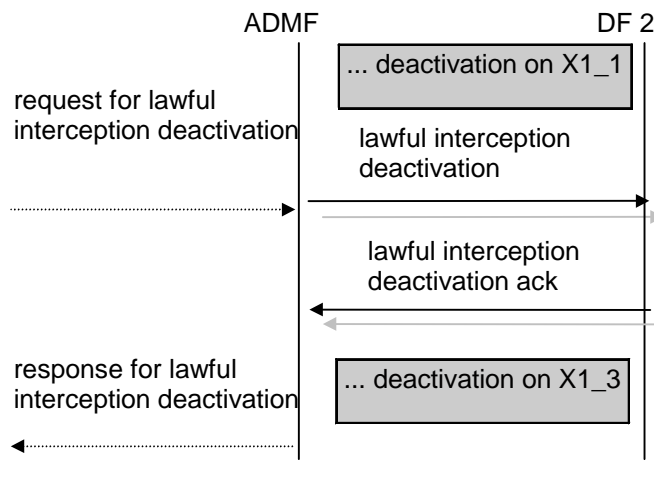 ADMF
DF 2
... deactivation on X1_1
request for lawful
interception deactivation
lawful interception
deactivation
lawful interception
deactivation ack
response for lawful
interception deactivation
... deactivation on X1_3